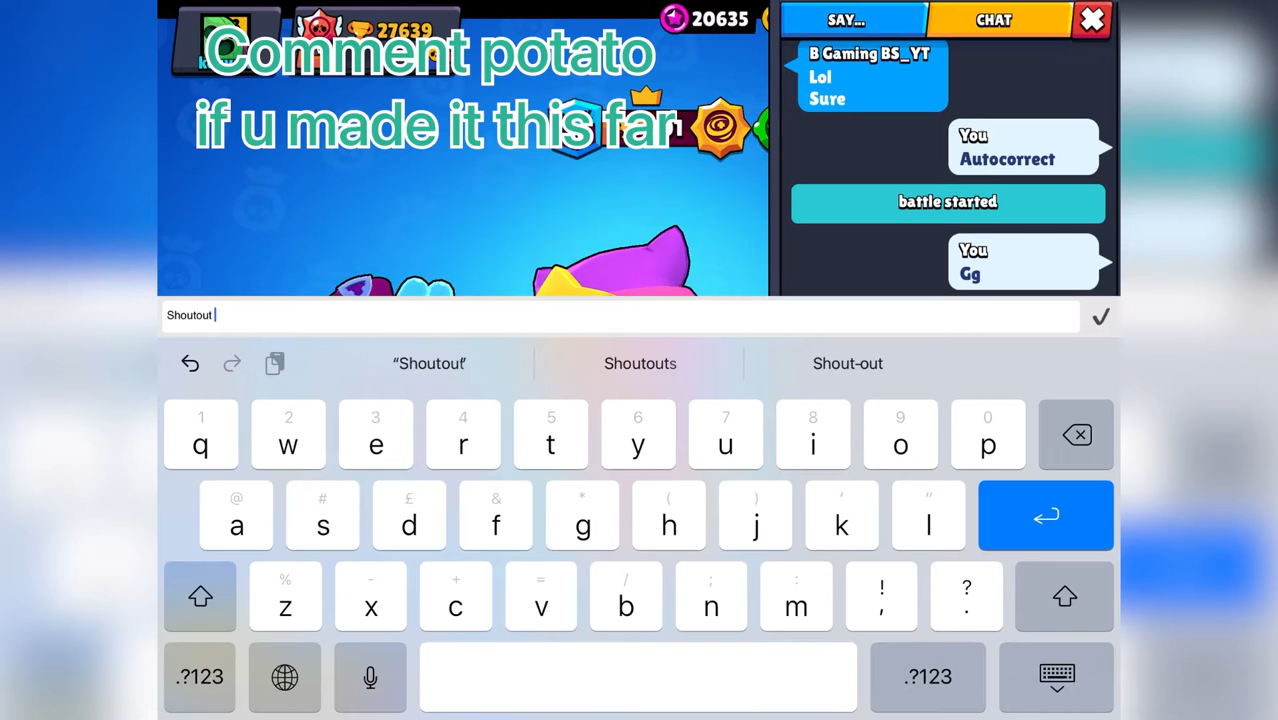 27639
Comment potato
if u made it this far
20635
SAY...
CHAT
B Gaming BS_YT
Lol
Sure
You
Autocorrect
battle started
You
Gg
Shoutout
“Shoutout”
Shoutouts
Shout-out
1 2 3 4 5 6 7 8 9 0
q w e r t y u i o p
@ # £ & * ( ) ' "
a s d f g h j k l
% - + = / ; : ! ?
z x c v b n m , .
.?123
.?123